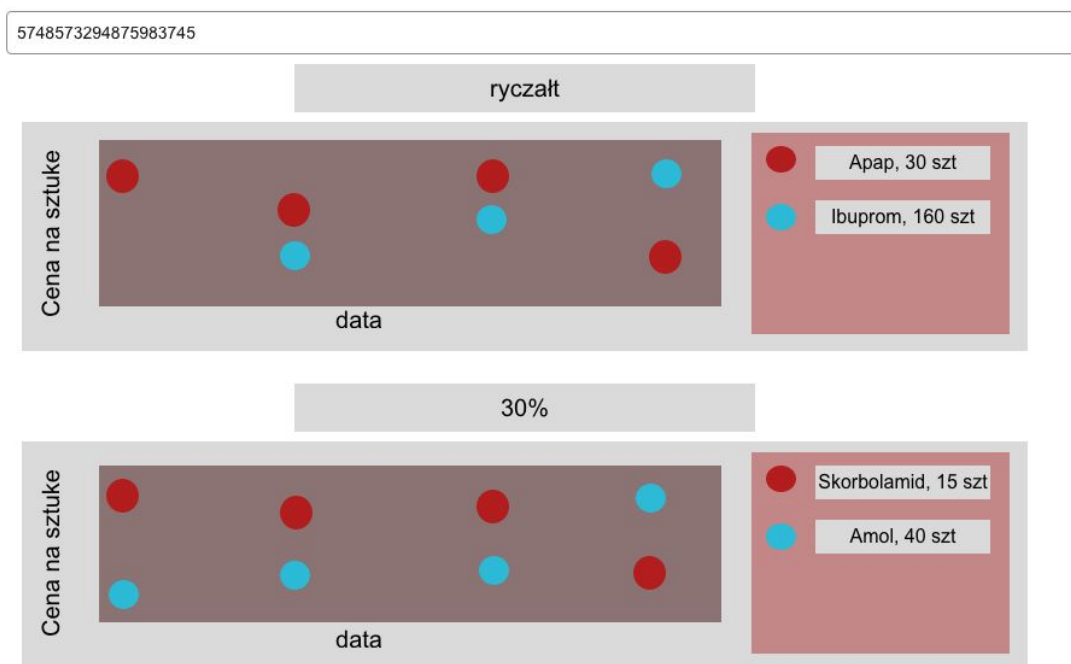 5748573294875983745
ryczałt
Cena na sztuke
Apap, 30 szt
Ibuprom, 160 szt
data
30%
Cena na sztuke
Skorbolamid, 15 szt
Amol, 40 szt
data